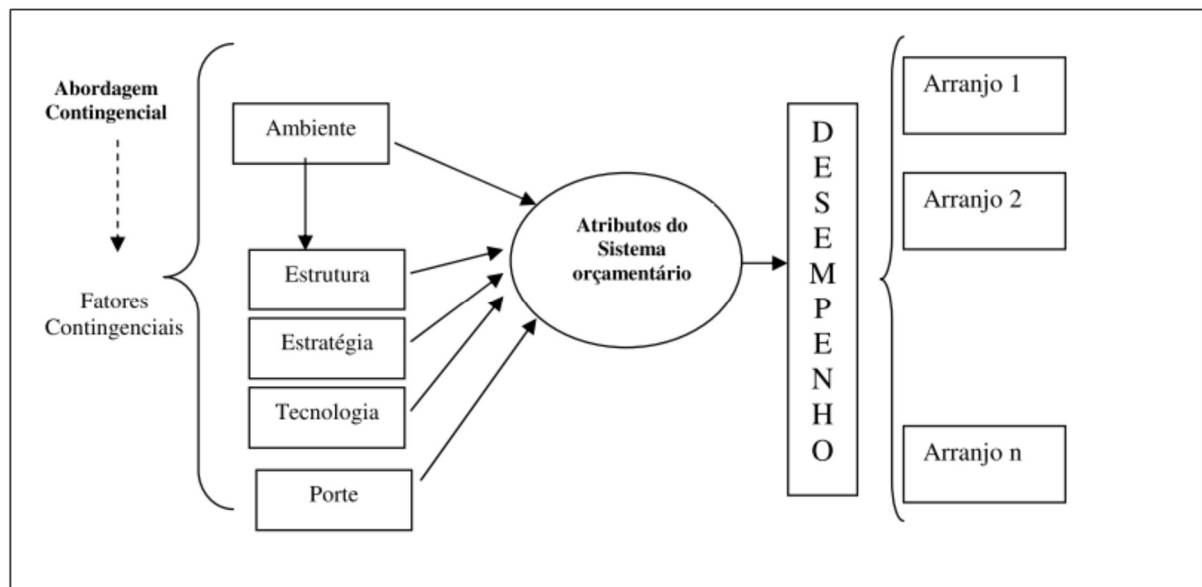 Abordagem
Contingencial
Fatores
Contingenciais
Ambiente
Estrutura
Estratégia
Tecnologia
Porte
Atributos do
Sistema
orçamentário
D
E
S
E
M
P
E
N
H
O
Arranjo 1
Arranjo 2
Arranjo n